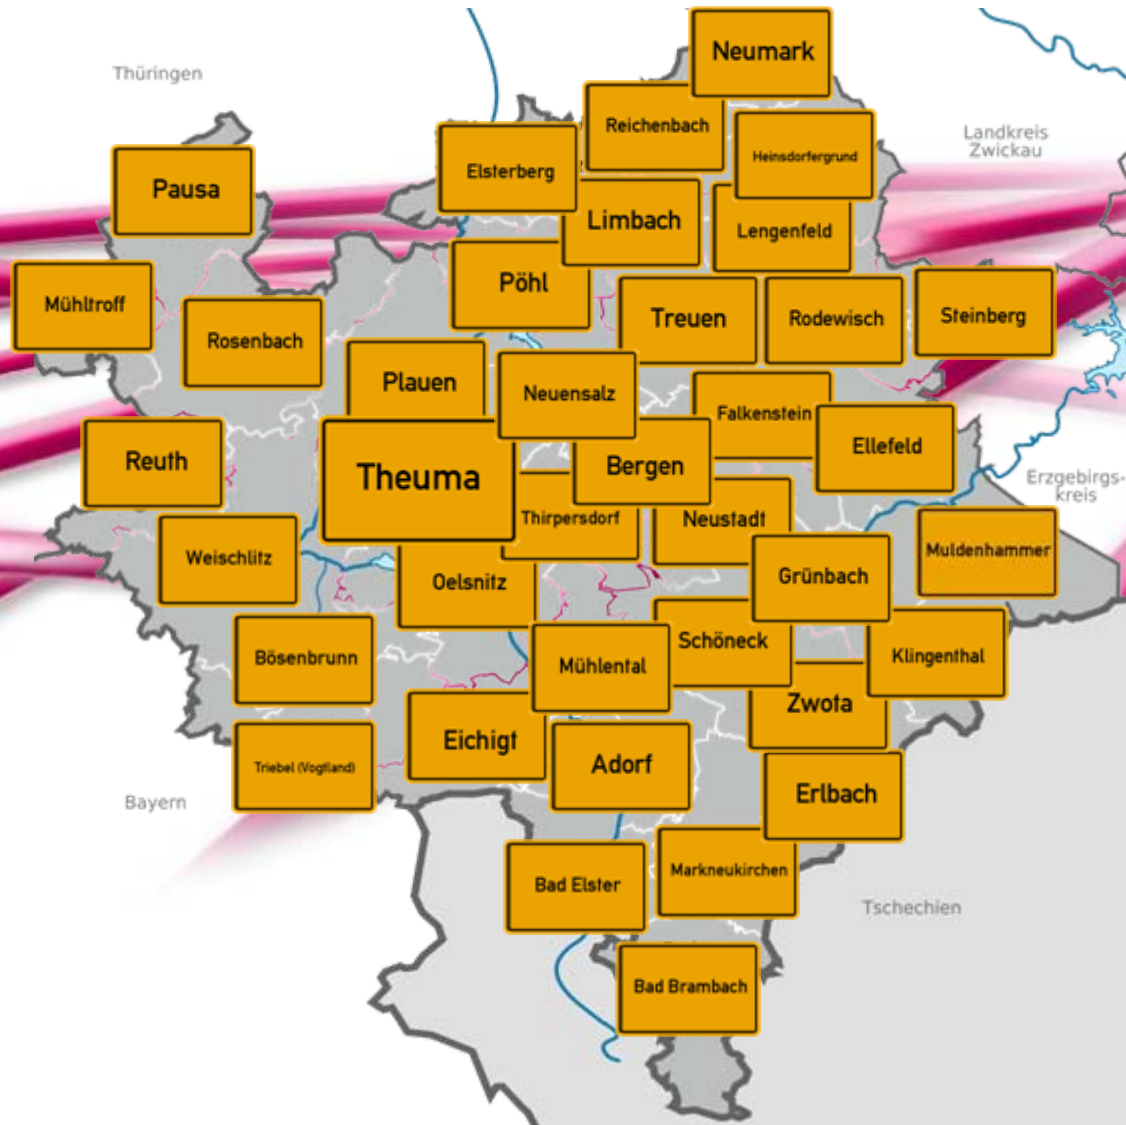 Neumark
Thüringen
Reichenbach
Landkreis
Zwickau
Heinsdorfergrund
Elsterberg
Pausa
Limbach
Lengenfeld
Pöhl
Mühltroff
Treuen
Rodewisch
Steinberg
Rosenbach
Plauen
Neuensalz
Falkenstein
Ellefeld
Reuth
Bergen
Theuma
Erzgebirgs-
kreis
Thirpersdorf
Neustadt
Muldenhammer
Weischlitz
Grünbach
Oelsnitz
Schöneck
Klingenthal
Bösenbrunn
Mühlental
Zwota
Eichigt
Adorf
Triebel (Vogtland)
Erlbach
Bayern
Markneukirchen
Bad Elster
Tschechien
Bad Brambach